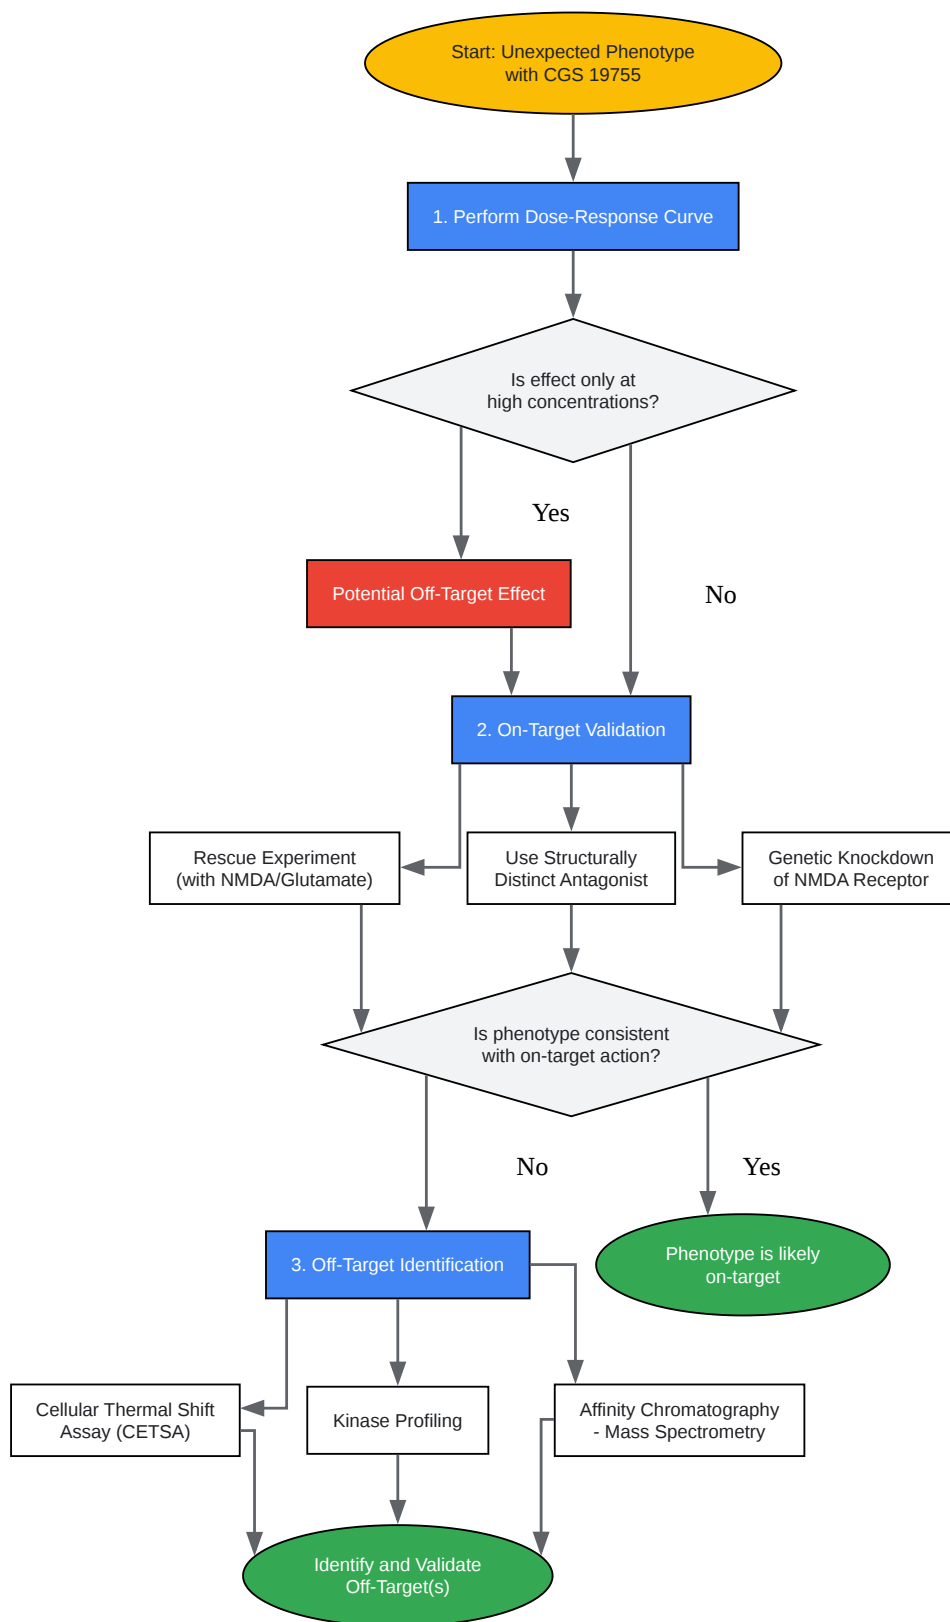 Start: Unexpected Phenotype
with CGS 19755
1. Perform Dose-Response Curve
Is effect only at
high concentrations?
Yes
Potential Off-Target Effect
No
2. On-Target Validation
Rescue Experiment
(with NMDA/Glutamate)
Use Structurally
Distinct Antagonist
Genetic Knockdown
of NMDA Receptor
Is phenotype consistent
with on-target action?
No
Yes
3. Off-Target Identification
Phenotype is likely
on-target
Cellular Thermal Shift
Assay (CETSA)
Kinase Profiling
Affinity Chromatography
- Mass Spectrometry
Identify and Validate
Off-Target(s)